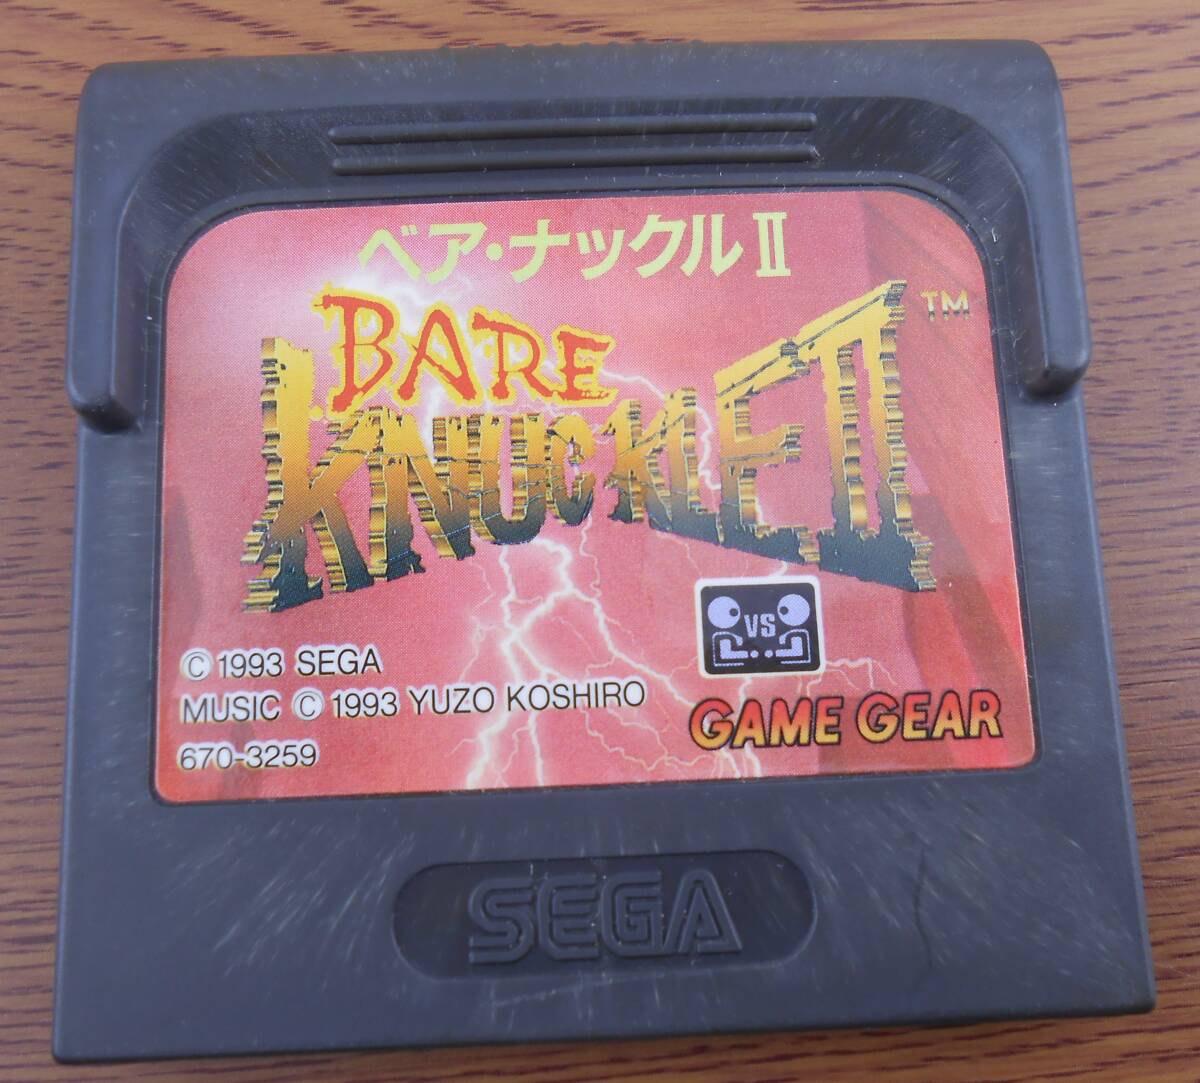 ベア・ナックルⅡ
BARE
KNUCKLE II ™
VS
© 1993 SEGA
MUSIC © 1993 YUZO KOSHIRO
670-3259
GAME GEAR
SEGA